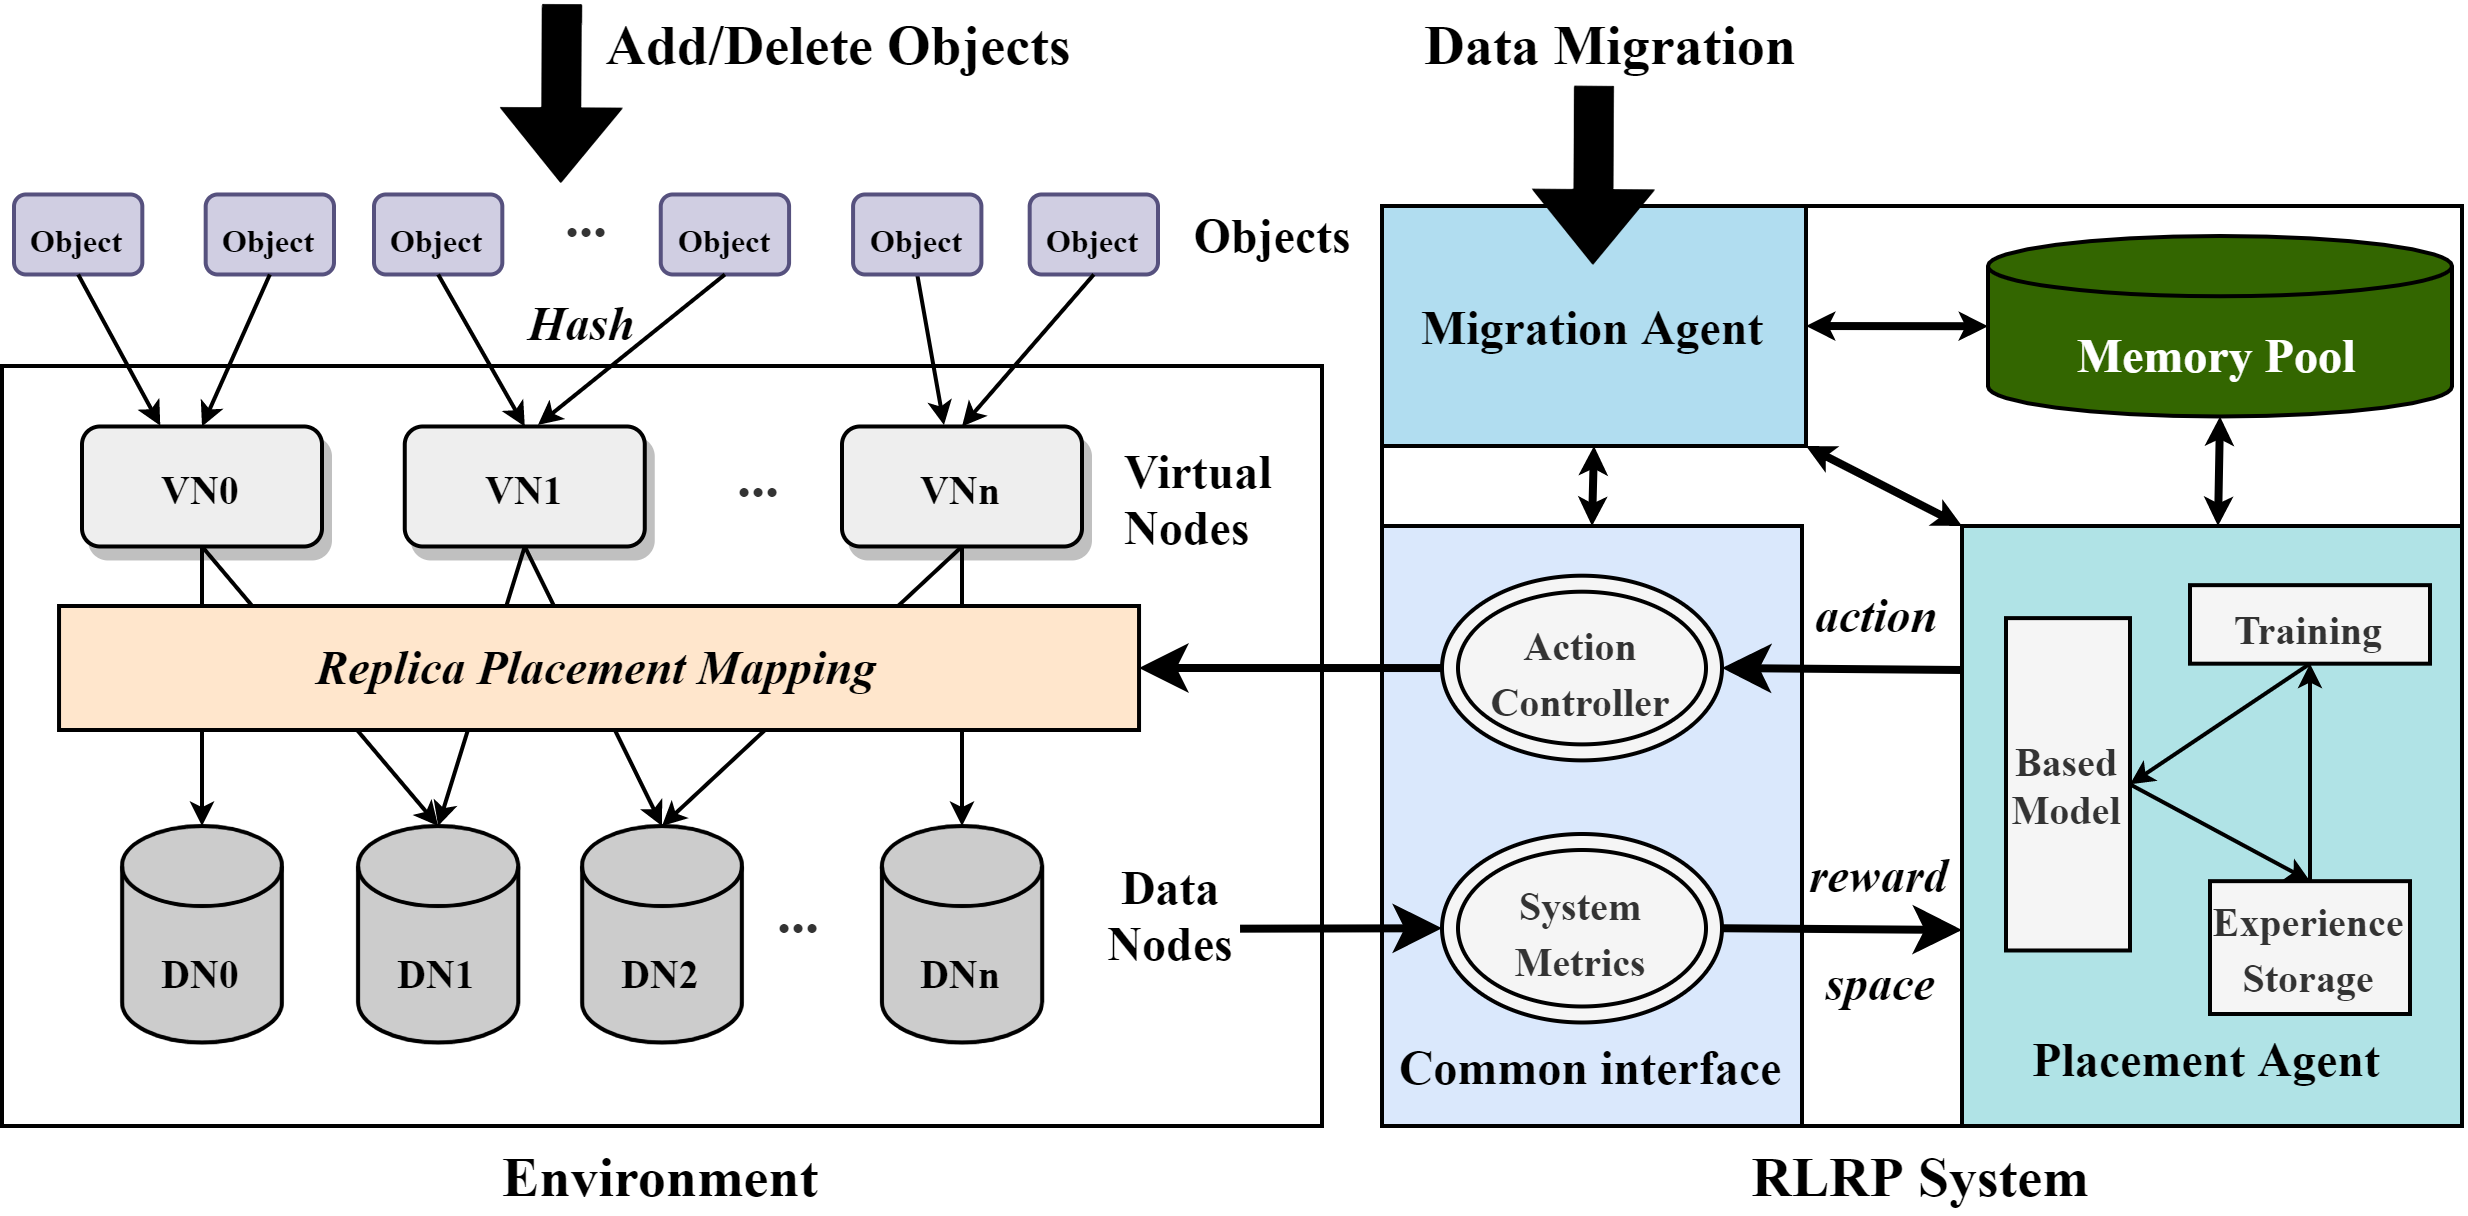 Add/Delete Objects
Data Migration
Object
Object
Object
...
Object
Object
Object
Objects
Hash
Migration Agent
Memory Pool
VN0
VN1
...
VNn
Virtual
Nodes
Replica Placement Mapping
Action
Controller
action
Training
Based
Model
DN0
DN1
DN2
...
DNn
Data
Nodes
System
Metrics
reward
space
Experience
Storage
Common interface
Placement Agent
Environment
RLRP System